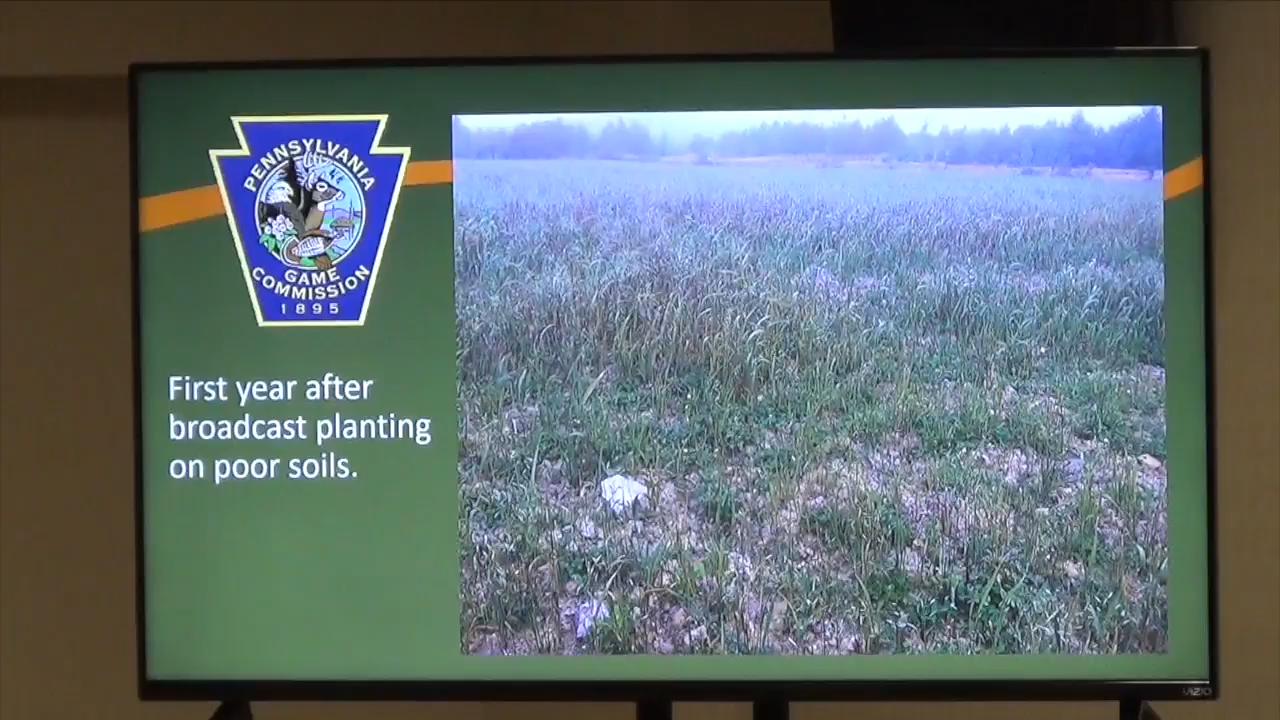 PENNSYLVANIA
GAME
COMMISSION
1895
First year after
broadcast planting
on poor soils.
VIZIO